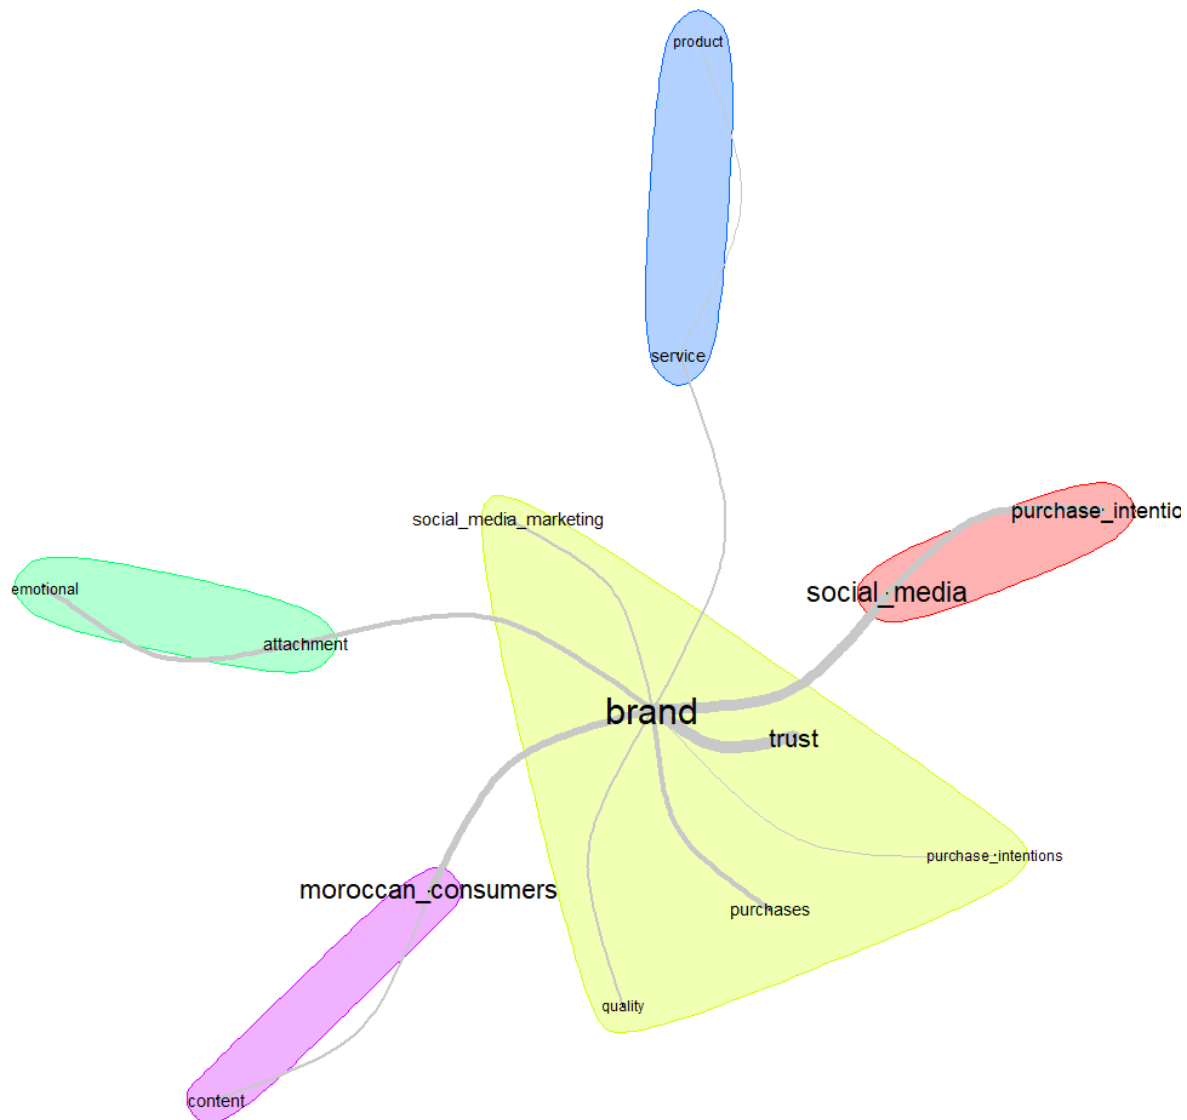 product
service
purchase_intentio
social_media_marketing
emotional
social_media
attachment
brand
trust
purchase_intentions
moroccan_consumers
purchases
quality
content